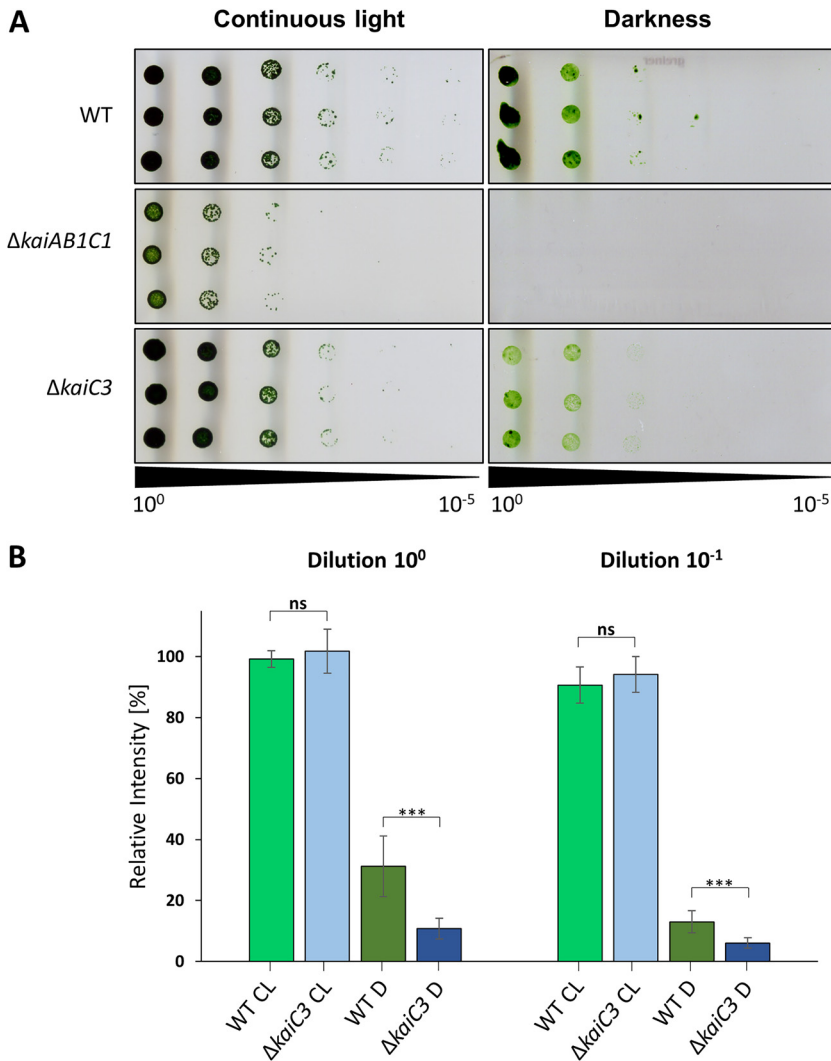 A
Continuous light
Darkness
greiner
WT
ΔkaiAB1C1
ΔkaiC3
10⁰
10⁻⁵
10⁰
10⁻⁵
B
Dilution 10⁰
Dilution 10⁻¹
Relative Intensity [%]
100
80
60
40
20
0
ns
***
ns
***
WT CL
ΔkaiC3 CL
WT D
ΔkaiC3 D
WT CL
ΔkaiC3 CL
WT D
ΔkaiC3 D